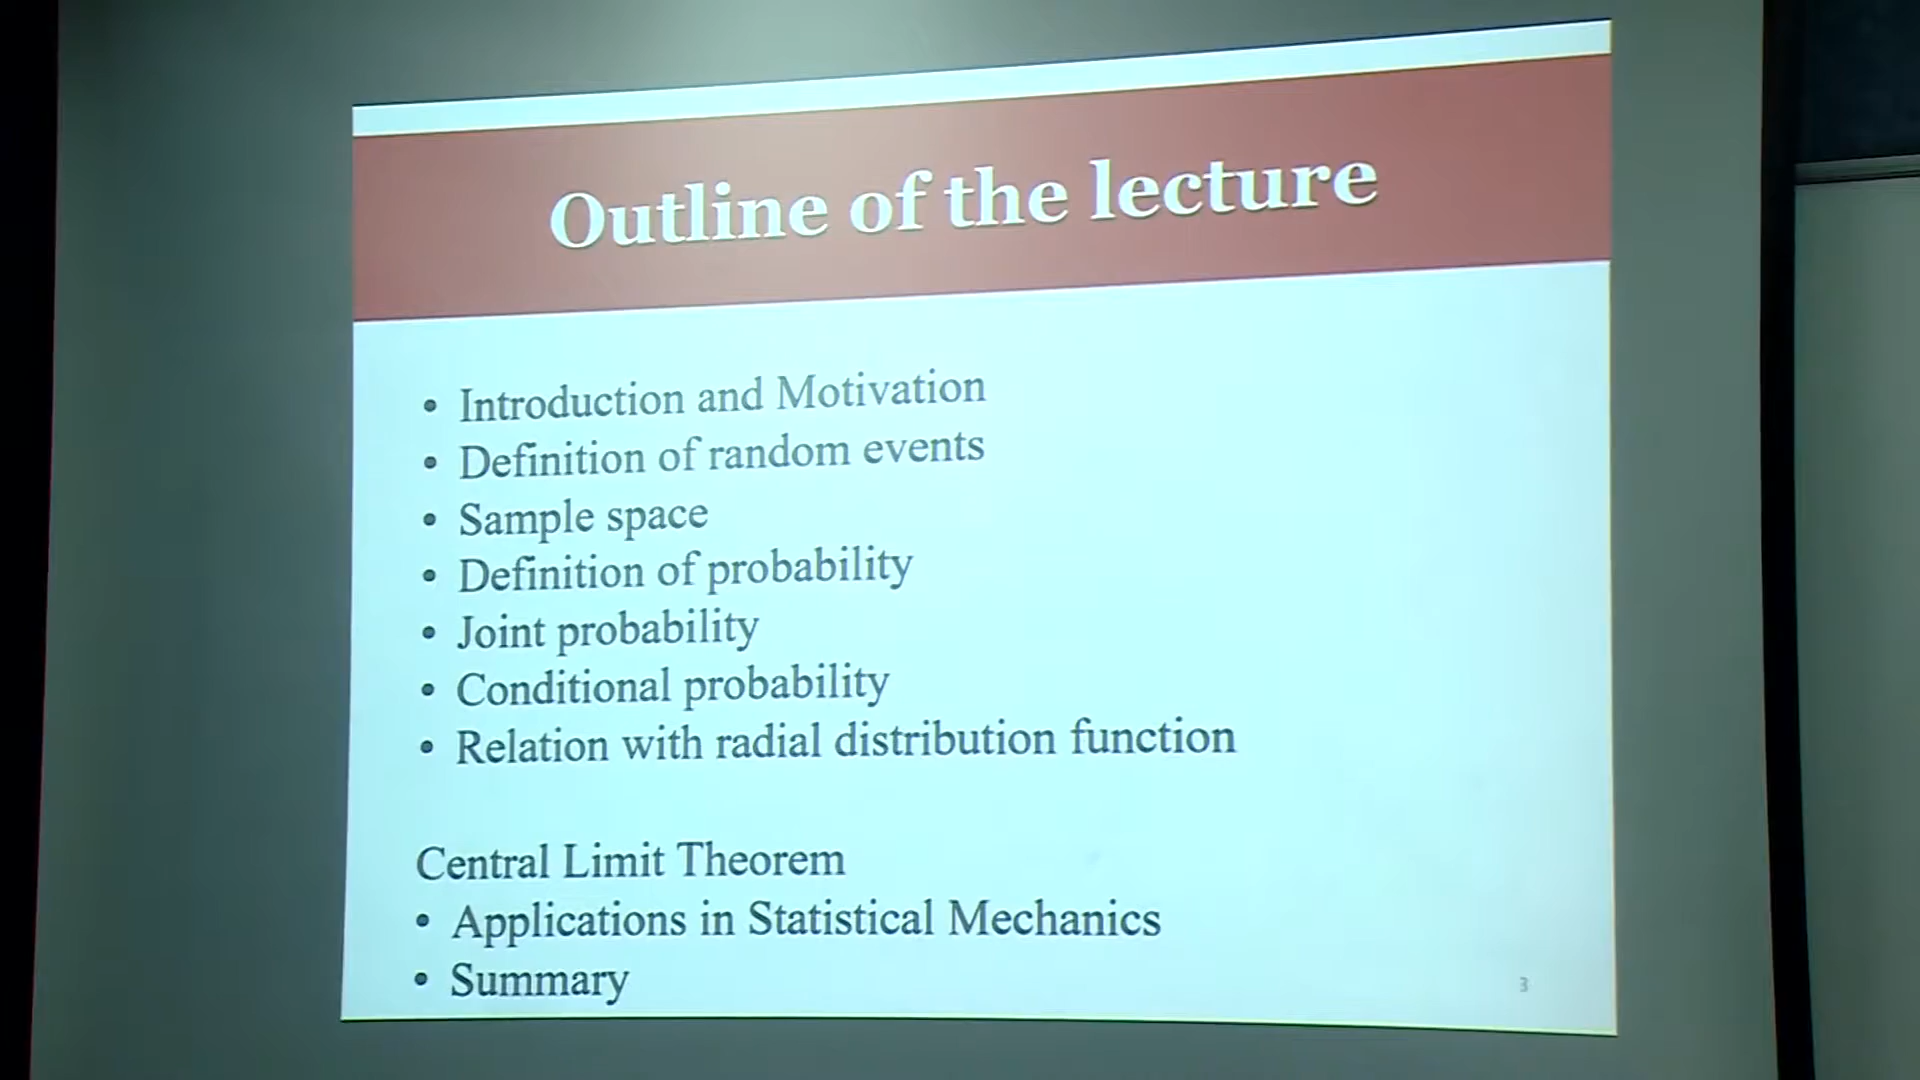 Outline of the lecture
• Introduction and Motivation
• Definition of random events
• Sample space
• Definition of probability
• Joint probability
• Conditional probability
• Relation with radial distribution function
Central Limit Theorem
• Applications in Statistical Mechanics
• Summary
3